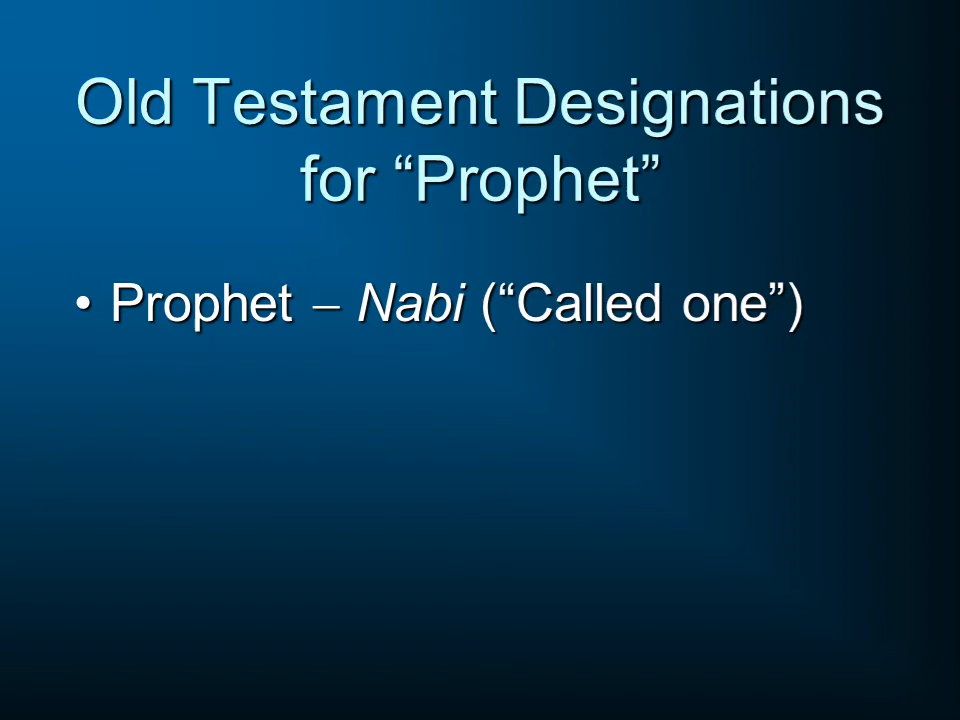 Old Testament Designations
for “Prophet”
• Prophet – Nabi (“Called one”)